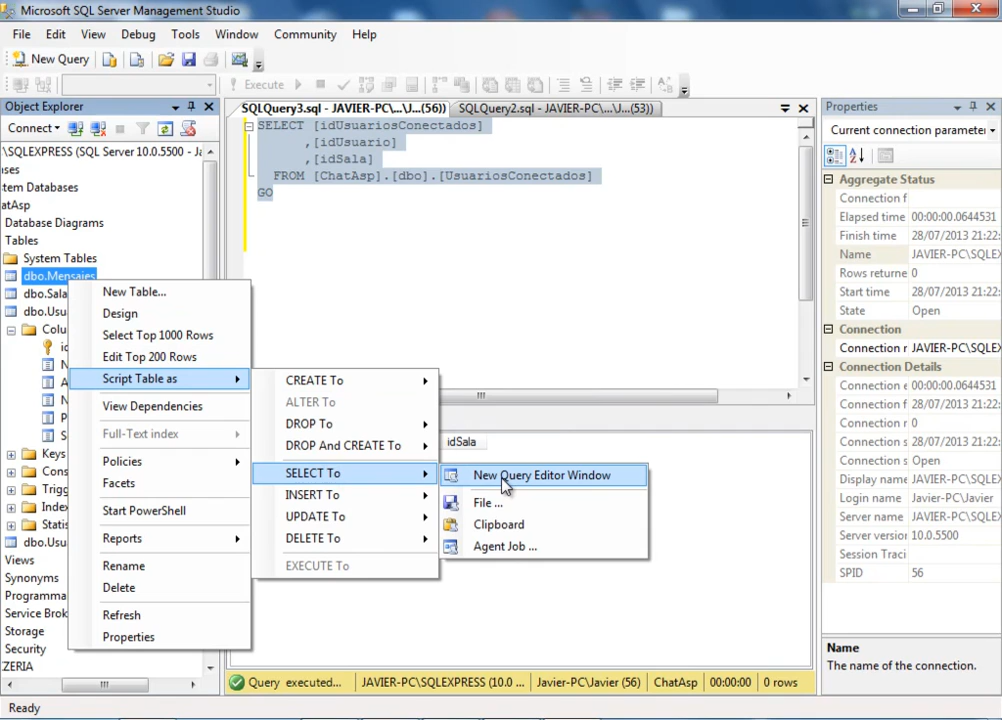 Microsoft SQL Server Management Studio
File Edit View Debug Tools Window Community Help
New Query
Execute
Object Explorer
Connect
\SQLEXPRESS (SQL Server 10.0.5500 - Ja
ses
tem Databases
atAsp
Database Diagrams
Tables
System Tables
dbo.Mensajes
dbo.Sala
dbo.Usu
Colu
id
N
A
N
P
S
Keys
Cons
Trigg
Index
Statis
dbo.Usu
Views
Synonyms
Programma
Service Brok
Storage
Security
ZERIA
SQLQuery3.sql - JAVIER-PC\...\J...(56))
SQLQuery2.sql - JAVIER-PC\...\J...(53))
SELECT [idUsuariosConectados]
,[idUsuario]
,[idSala]
FROM [ChatAsp].[dbo].[UsuariosConectados]
GO
New Table...
Design
Select Top 1000 Rows
Edit Top 200 Rows
Script Table as
View Dependencies
Full-Text index
Policies
Facets
Start PowerShell
Reports
Rename
Delete
Refresh
Properties
CREATE To
ALTER To
DROP To
DROP And CREATE To
SELECT To
INSERT To
UPDATE To
DELETE To
EXECUTE To
New Query Editor Window
File ...
Clipboard
Agent Job ...
idSala
Query executed... JAVIER-PC\SQLEXPRESS (10.0 ... Javier-PC\Javier (56) ChatAsp 00:00:00 0 rows
Properties
Current connection parameter
Aggregate Status
Connection f
Elapsed time 00:00:00.0644531
Finish time 28/07/2013 21:22:
Name JAVIER-PC\SQLEX
Rows returne 0
Start time 28/07/2013 21:22:
State Open
Connection
Connection n JAVIER-PC\SQLEX
Connection Details
Connection e 00:00:00.0644531
Connection f 28/07/2013 21:22:
Connection r 0
Connection s 28/07/2013 21:22:
Connection s Open
Display name JAVIER-PC\SQLEX
Login name Javier-PC\Javier
Server name JAVIER-PC\SQLEX
Server version 10.0.5500
Session Traci
SPID 56
Name
The name of the connection.
Ready